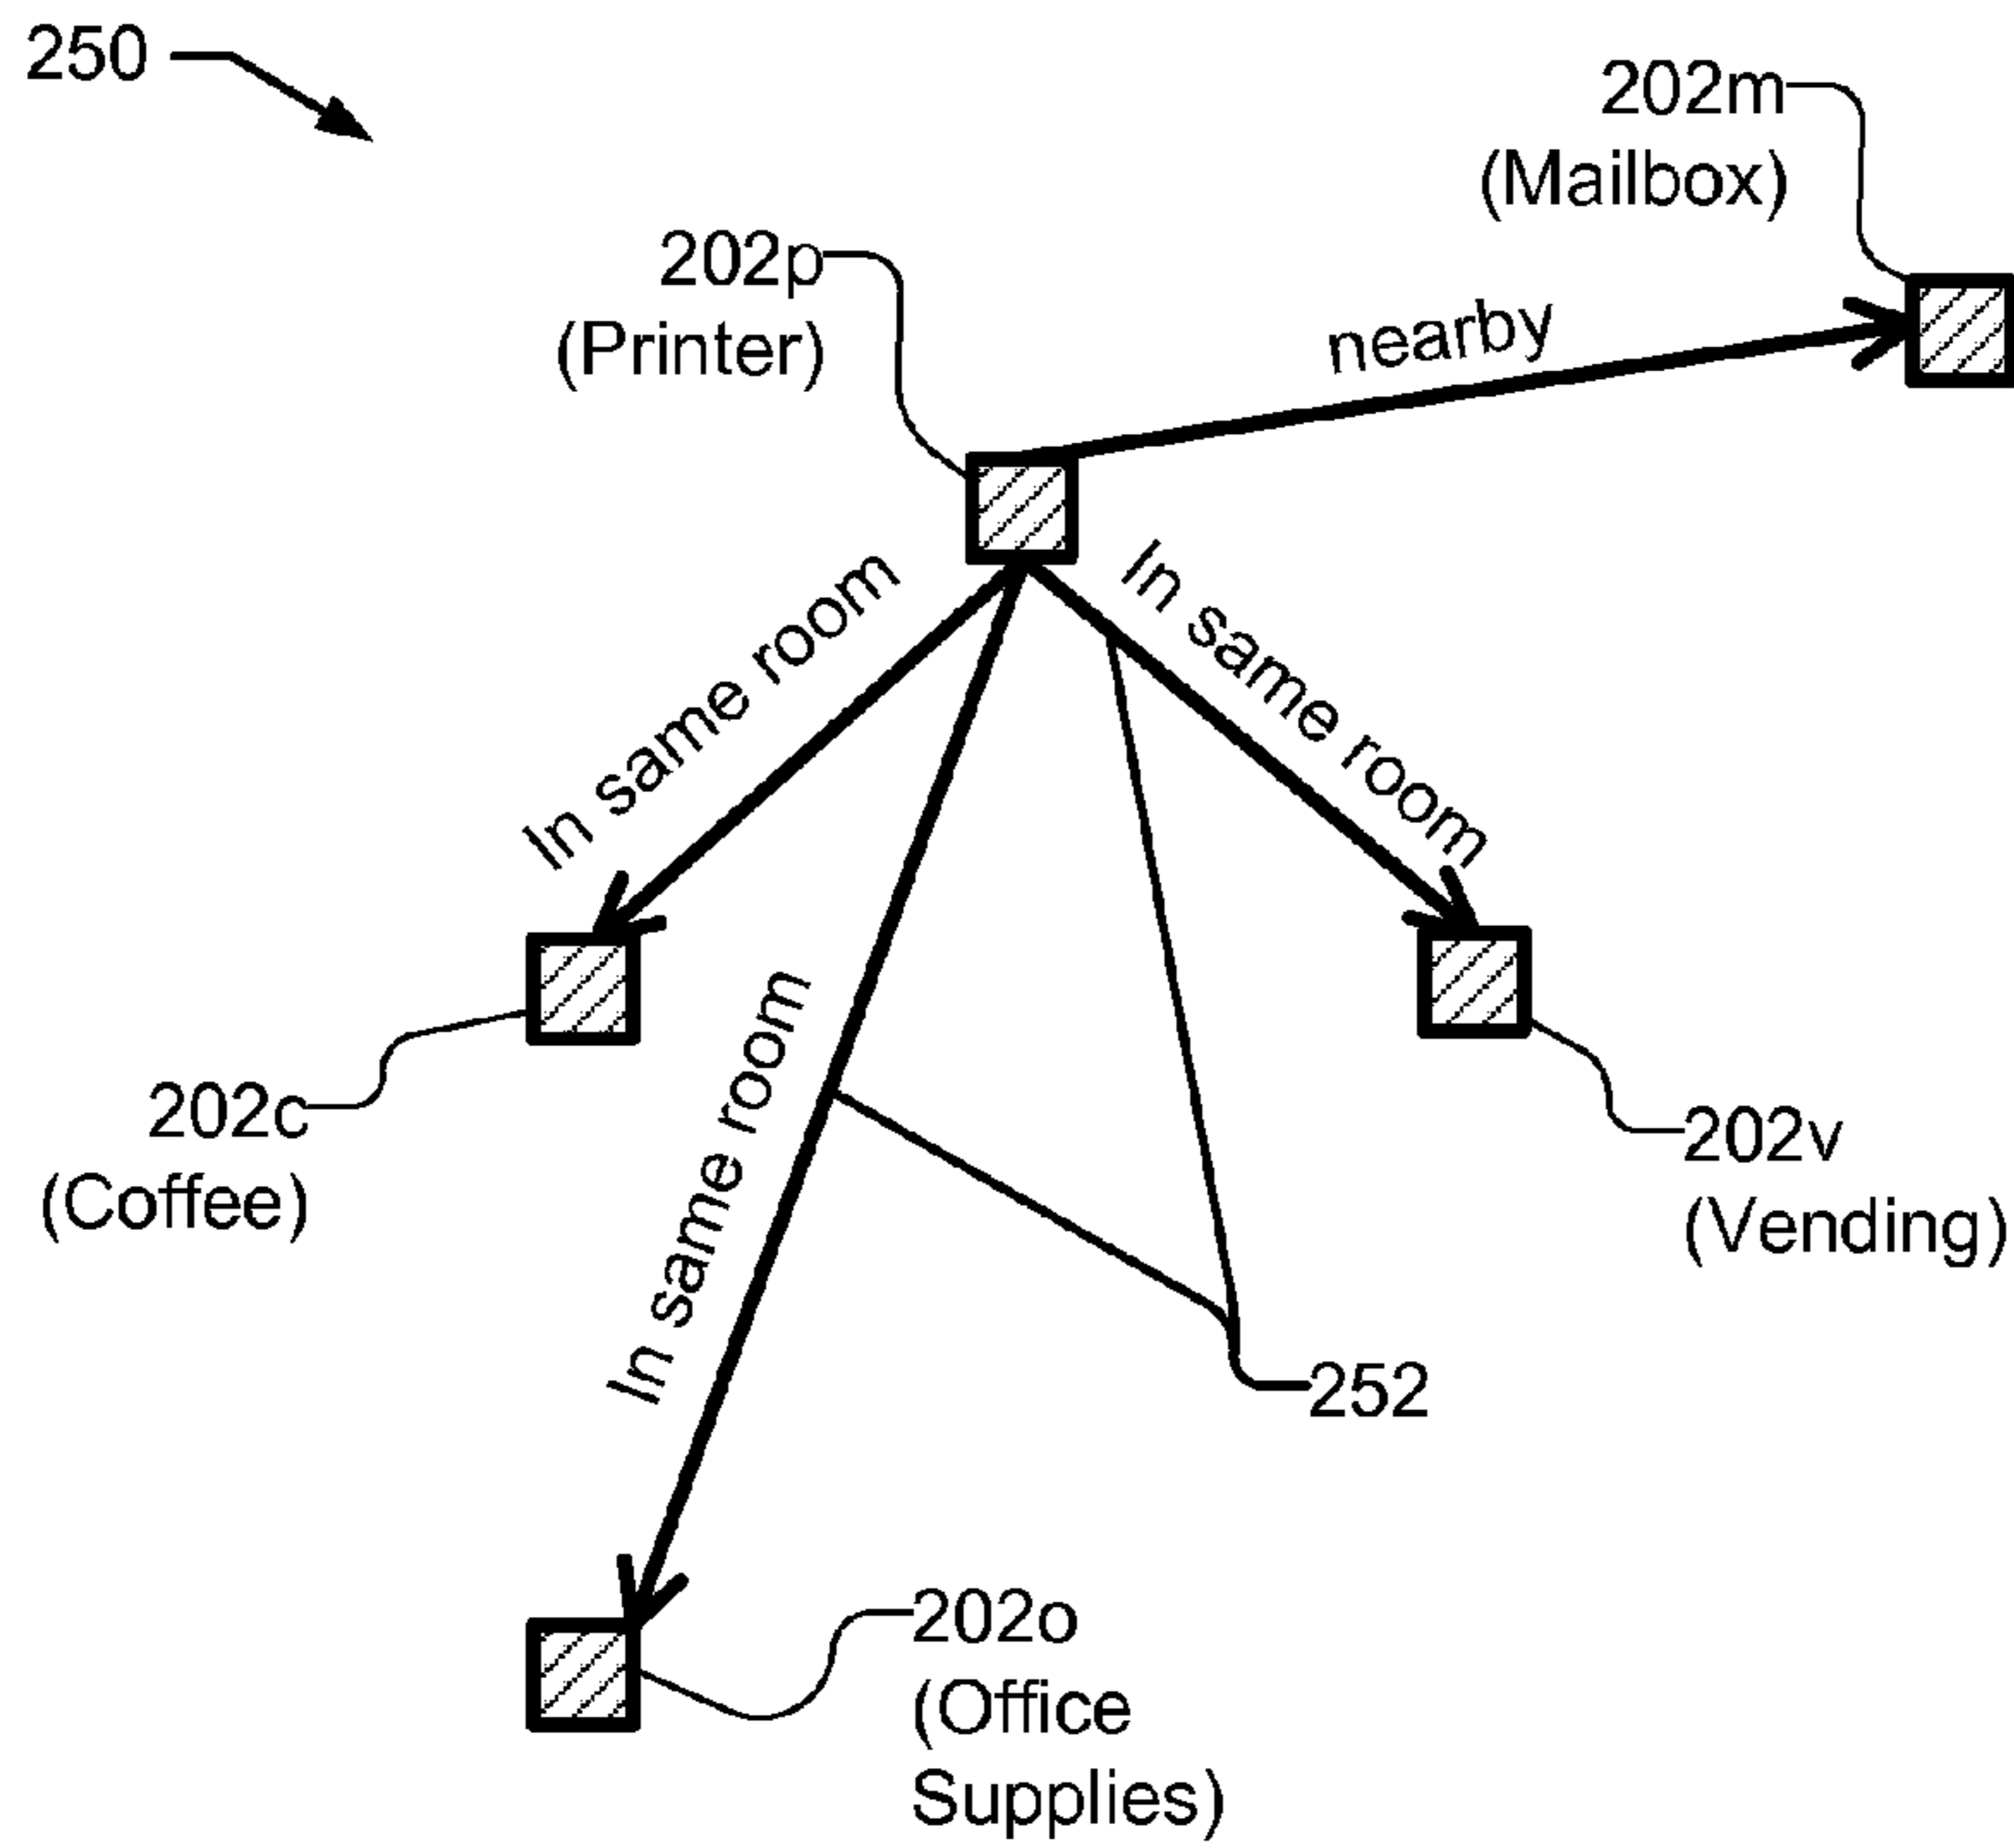 250
202m
(Mailbox)
202p
(Printer)
nearby
In same room
In same room
In same room
202c
(Coffee)
202v
(Vending)
252
202o
(Office
Supplies)